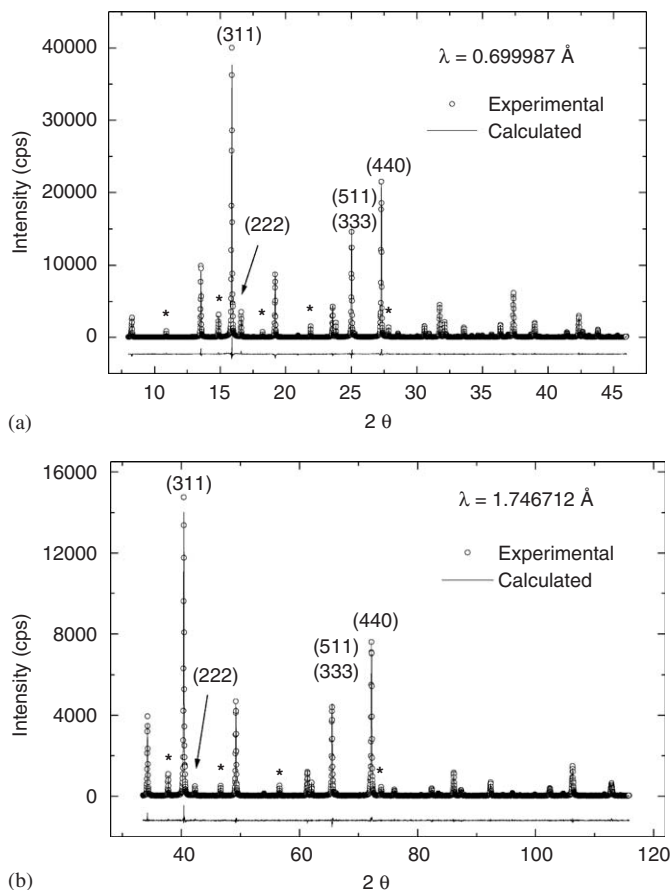 40000
30000
20000
10000
0
Intensity (cps)
(311)
λ = 0.699987 Å
Experimental
Calculated
(440)
(511)
(333)
(222)
* * * * *
10 15 20 25 30 35 40 45
2 θ
(a)
16000
12000
8000
4000
0
Intensity (cps)
(311)
λ = 1.746712 Å
Experimental
Calculated
(440)
(511)
(333)
(222)
* * * *
40 60 80 100 120
2 θ
(b)